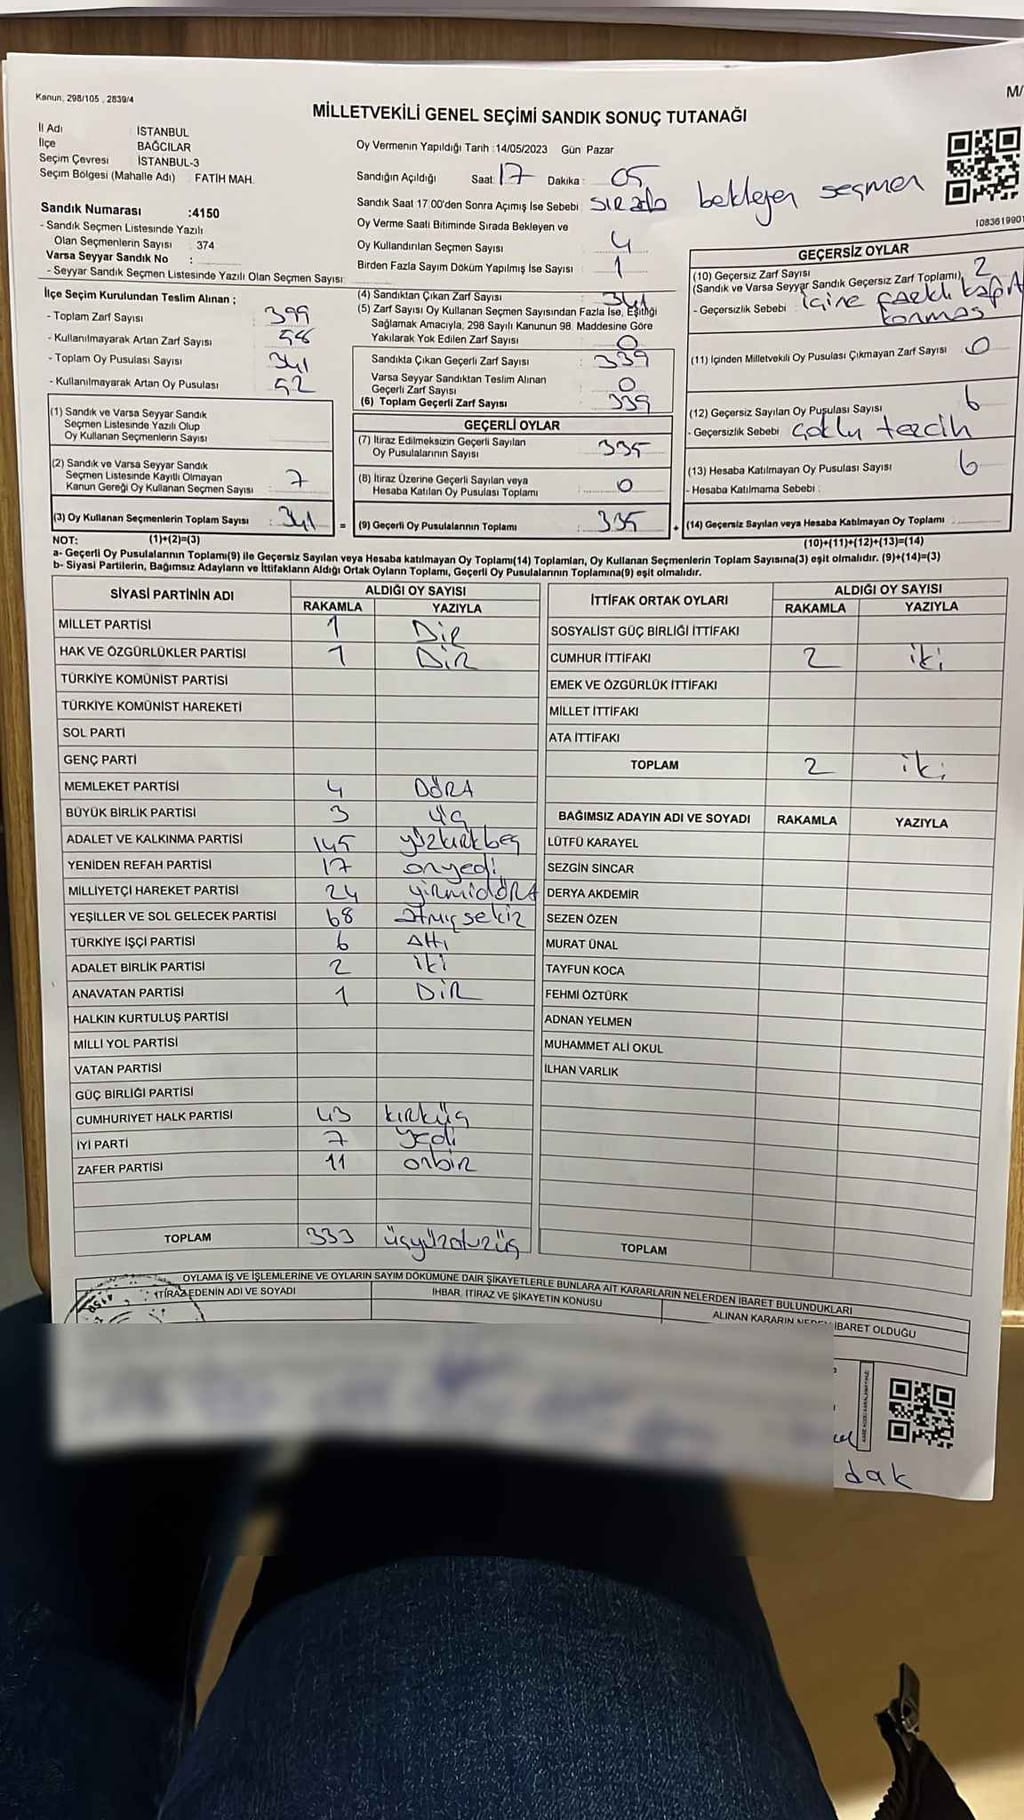 Kanun, 298/105 , 2839/4
M/
MİLLETVEKİLİ GENEL SEÇİMİ SANDIK SONUÇ TUTANAĞI
İl Adı İSTANBUL
İlçe BAĞCILAR
Seçim Çevresi İSTANBUL-3
Seçim Bölgesi (Mahalle Adı) FATİH MAH.
Oy Vermenin Yapıldığı Tarih :14/05/2023 Gün Pazar
Sandığın Açıldığı Saat 17 Dakika : 05
Sandık Saat 17:00'den Sonra Açımış İse Sebebi sırada bekleyen seçmen
Oy Verme Saati Bitiminde Sırada Bekleyen ve
Oy Kullandırılan Seçmen Sayısı 4
Birden Fazla Sayım Döküm Yapılmış İse Sayısı 1
Sandık Numarası :4150
- Sandık Seçmen Listesinde Yazılı
Olan Seçmenlerin Sayısı : 374
Varsa Seyyar Sandık No :
- Seyyar Sandık Seçmen Listesinde Yazılı Olan Seçmen Sayısı:
İlçe Seçim Kurulundan Teslim Alınan ;
- Toplam Zarf Sayısı : 399
- Kullanılmayarak Artan Zarf Sayısı : 58
- Toplam Oy Pusulası Sayısı : 341
- Kullanılmayarak Artan Oy Pusulası : 52
(1) Sandık ve Varsa Seyyar Sandık
Seçmen Listesinde Yazılı Olup
Oy Kullanan Seçmenlerin Sayısı :
(2) Sandık ve Varsa Seyyar Sandık
Seçmen Listesinde Kayıtlı Olmayan
Kanun Gereği Oy Kullanan Seçmen Sayısı : 7
(3) Oy Kullanan Seçmenlerin Toplam Sayısı : 341 =
(4) Sandıktan Çıkan Zarf Sayısı : 341
(5) Zarf Sayısı Oy Kullanan Seçmen Sayısından Fazla İse, Eşitliği
Sağlamak Amacıyla, 298 Sayılı Kanunun 98. Maddesine Göre
Yakılarak Yok Edilen Zarf Sayısı : 0
Sandıkta Çıkan Geçerli Zarf Sayısı : 339
Varsa Seyyar Sandıktan Teslim Alınan
Geçerli Zarf Sayısı : 0
(6) Toplam Geçerli Zarf Sayısı : 339
GEÇERLİ OYLAR
(7) İtiraz Edilmeksizin Geçerli Sayılan
Oy Pusulalarının Sayısı : 335
(8) İtiraz Üzerine Geçerli Sayılan veya
Hesaba Katılan Oy Pusulası Toplamı : 0
(9) Geçerli Oy Pusulalarının Toplamı : 335 +
1083619901
GEÇERSİZ OYLAR
(10) Geçersiz Zarf Sayısı
(Sandık ve Varsa Seyyar Sandık Geçersiz Zarf Toplamı) 2
- Geçersizlik Sebebi : içine farklı kağıt
konması
(11) İçinden Milletvekili Oy Pusulası Çıkmayan Zarf Sayısı 0
(12) Geçersiz Sayılan Oy Pusulası Sayısı 6
- Geçersizlik Sebebi : çoklu tercih
(13) Hesaba Katılmayan Oy Pusulası Sayısı 6
- Hesaba Katılmama Sebebi :
(14) Geçersiz Sayılan veya Hesaba Katılmayan Oy Toplamı
NOT: (1)+(2)=(3) (10)+(11)+(12)+(13)=(14)
a- Geçerli Oy Pusulalarının Toplamı(9) ile Geçersiz Sayılan veya Hesaba katılmayan Oy Toplamı(14) Toplamları, Oy Kullanan Seçmenlerin Toplam Sayısına(3) eşit olmalıdır. (9)+(14)=(3)
b- Siyasi Partilerin, Bağımsız Adayların ve İttifakların Aldığı Ortak Oyların Toplamı, Geçerli Oy Pusulalarının Toplamına(9) eşit olmalıdır.
SİYASİ PARTİNİN ADI ALDIĞI OY SAYISI
RAKAMLA YAZIYLA
MİLLET PARTİSİ 1 Bir
HAK VE ÖZGÜRLÜKLER PARTİSİ 1 Bir
TÜRKİYE KOMÜNİST PARTİSİ
TÜRKİYE KOMÜNİST HAREKETİ
SOL PARTİ
GENÇ PARTİ
MEMLEKET PARTİSİ 4 Dört
BÜYÜK BİRLİK PARTİSİ 3 üç
ADALET VE KALKINMA PARTİSİ 145 yüzkırkbeş
YENİDEN REFAH PARTİSİ 17 onyedi
MİLLİYETÇİ HAREKET PARTİSİ 24 yirmidört
YEŞİLLER VE SOL GELECEK PARTİSİ 68 atmışsekiz
TÜRKİYE İŞÇİ PARTİSİ 6 Altı
ADALET BİRLİK PARTİSİ 2 iki
ANAVATAN PARTİSİ 1 Bir
HALKIN KURTULUŞ PARTİSİ
MİLLİ YOL PARTİSİ
VATAN PARTİSİ
GÜÇ BİRLİĞİ PARTİSİ
CUMHURİYET HALK PARTİSİ 43 kırküç
İYİ PARTİ 7 yedi
ZAFER PARTİSİ 11 onbir
TOPLAM 333 üçyüzotuzüç
İTTİFAK ORTAK OYLARI ALDIĞI OY SAYISI
RAKAMLA YAZIYLA
SOSYALİST GÜÇ BİRLİĞİ İTTİFAKI
CUMHUR İTTİFAKI 2 iki
EMEK VE ÖZGÜRLÜK İTTİFAKI
MİLLET İTTİFAKI
ATA İTTİFAKI
TOPLAM 2 iki
BAĞIMSIZ ADAYIN ADI VE SOYADI RAKAMLA YAZIYLA
LÜTFÜ KARAYEL
SEZGİN SİNCAR
DERYA AKDEMİR
SEZEN ÖZEN
MURAT ÜNAL
TAYFUN KOCA
FEHMİ ÖZTÜRK
ADNAN YELMEN
MUHAMMET ALİ OKUL
İLHAN VARLIK
TOPLAM
OYLAMA İŞ VE İŞLEMLERİNE VE OYLARIN SAYIM DÖKÜMÜNE DAİR ŞİKAYETLERLE BUNLARA AİT KARARLARIN NELERDEN İBARET BULUNDUKLARI
İTİRAZ EDENİN ADI VE SOYADI İHBAR, İTİRAZ VE ŞİKAYETİN KONUSU ALINAN KARARIN NEDEN İBARET OLDUĞU
dak